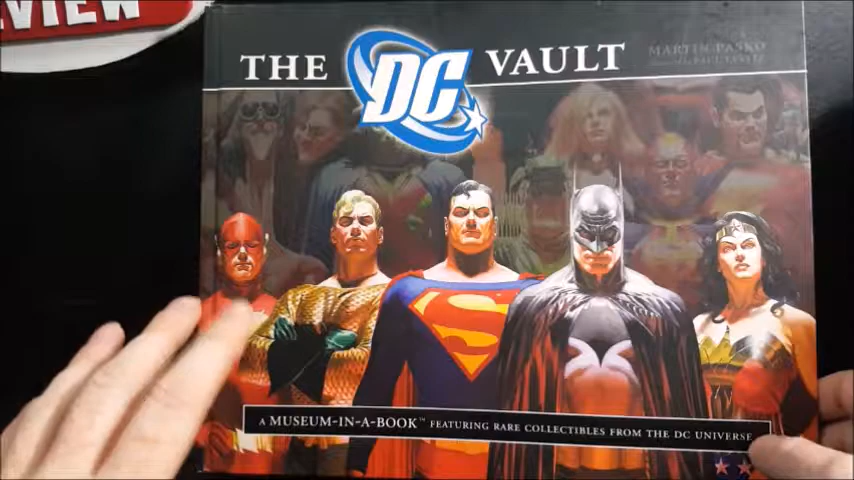 VIEW
THE DC VAULT
MARTIN PASKO
A MUSEUM-IN-A-BOOK™ FEATURING RARE COLLECTIBLES FROM THE DC UNIVERSE